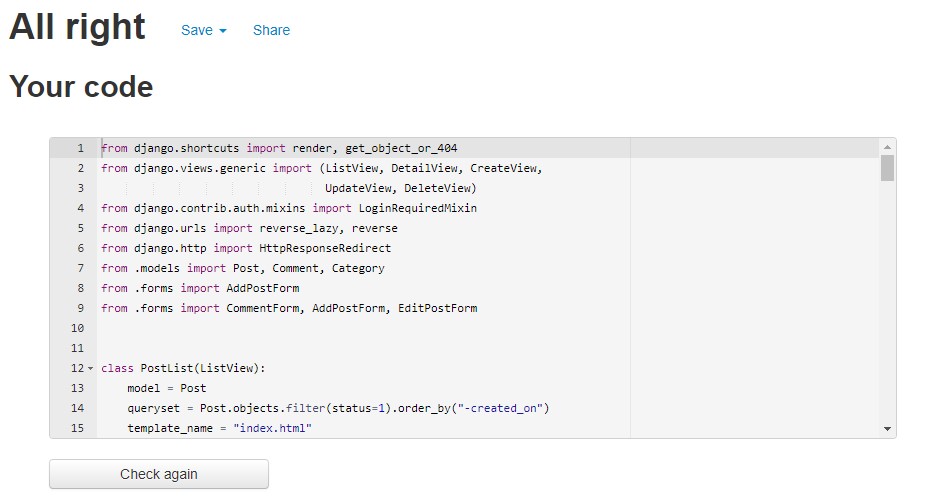 All right Save Share
Your code
1 from django.shortcuts import render, get_object_or_404
2 from django.views.generic import (ListView, DetailView, CreateView,
3 UpdateView, DeleteView)
4 from django.contrib.auth.mixins import LoginRequiredMixin
5 from django.urls import reverse_lazy, reverse
6 from django.http import HttpResponseRedirect
7 from .models import Post, Comment, Category
8 from .forms import AddPostForm
9 from .forms import CommentForm, AddPostForm, EditPostForm
10
11
12 class PostList(ListView):
13 model = Post
14 queryset = Post.objects.filter(status=1).order_by("-created_on")
15 template_name = "index.html"
Check again